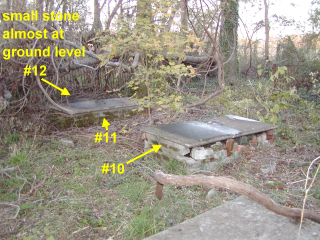 small stone
almost at
ground level
#12
#11
#10